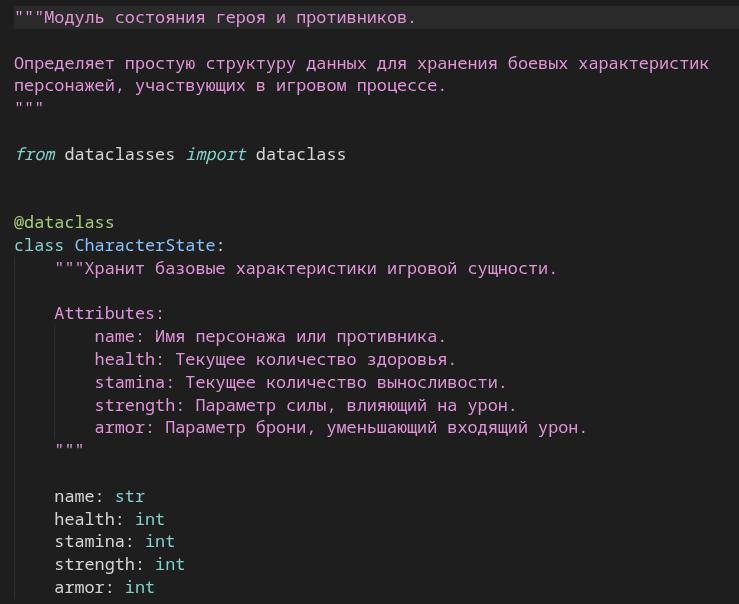 """Модуль состояния героя и противников.

Определяет простую структуру данных для хранения боевых характеристик
персонажей, участвующих в игровом процессе.
"""

from dataclasses import dataclass


@dataclass
class CharacterState:
    """Хранит базовые характеристики игровой сущности.

    Attributes:
        name: Имя персонажа или противника.
        health: Текущее количество здоровья.
        stamina: Текущее количество выносливости.
        strength: Параметр силы, влияющий на урон.
        armor: Параметр брони, уменьшающий входящий урон.
    """

    name: str
    health: int
    stamina: int
    strength: int
    armor: int